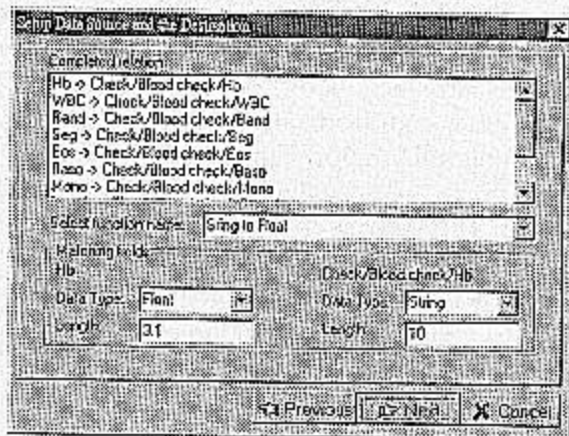 Setup Data Source and the Destination
Completed relation
Hb -> Check/Blood check/Hb
WBC -> Check/Blood check/WBC
Band -> Check/Blood check/Band
Seg -> Check/Blood check/Seg
Eos -> Check/Blood check/Eos
Baso -> Check/Blood check/Baso
Mono -> Check/Blood check/Mono
Select function name: String to Float
Matching fields
Hb Check/Blood check/Hb
Data Type: Float Data Type: String
Length: 3.1 Length: 10
Previous Next Cancel